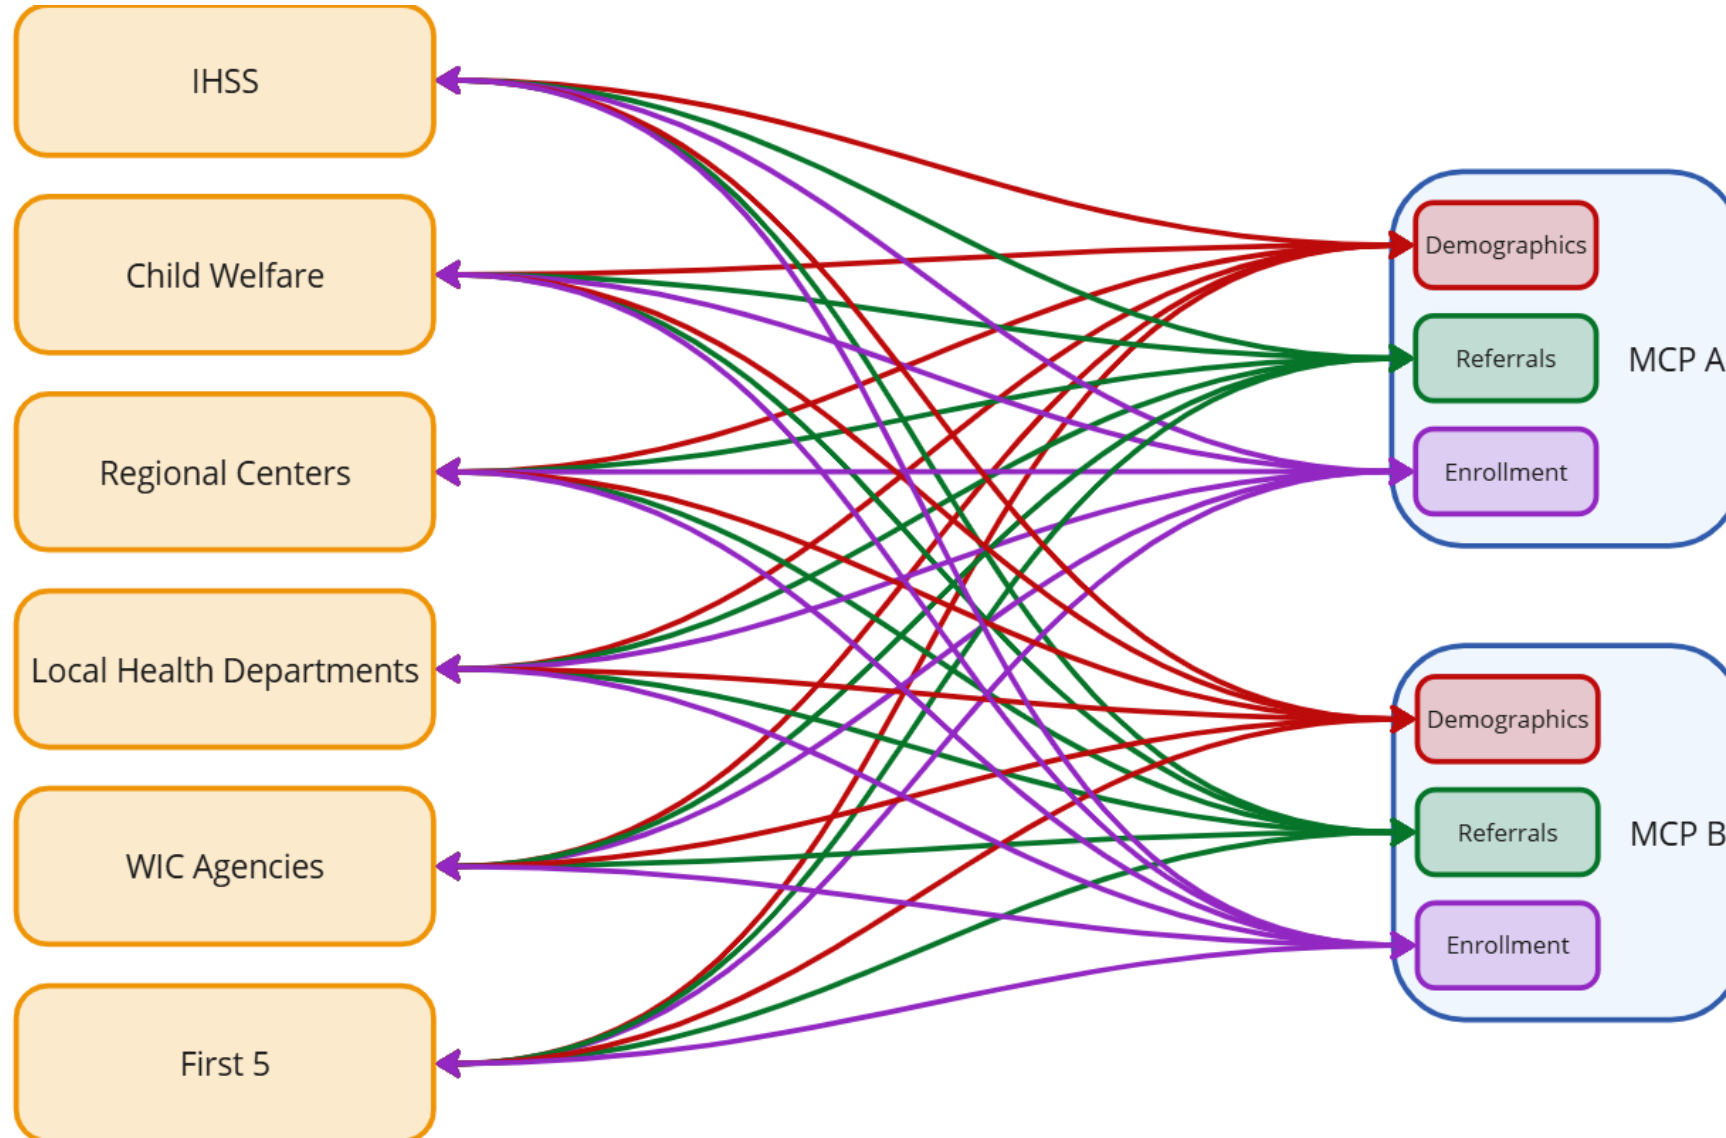 IHSS
Child Welfare
Regional Centers
Local Health Departments
WIC Agencies
First 5
Demographics
Referrals
MCP A
Enrollment
Demographics
Referrals
MCP B
Enrollment